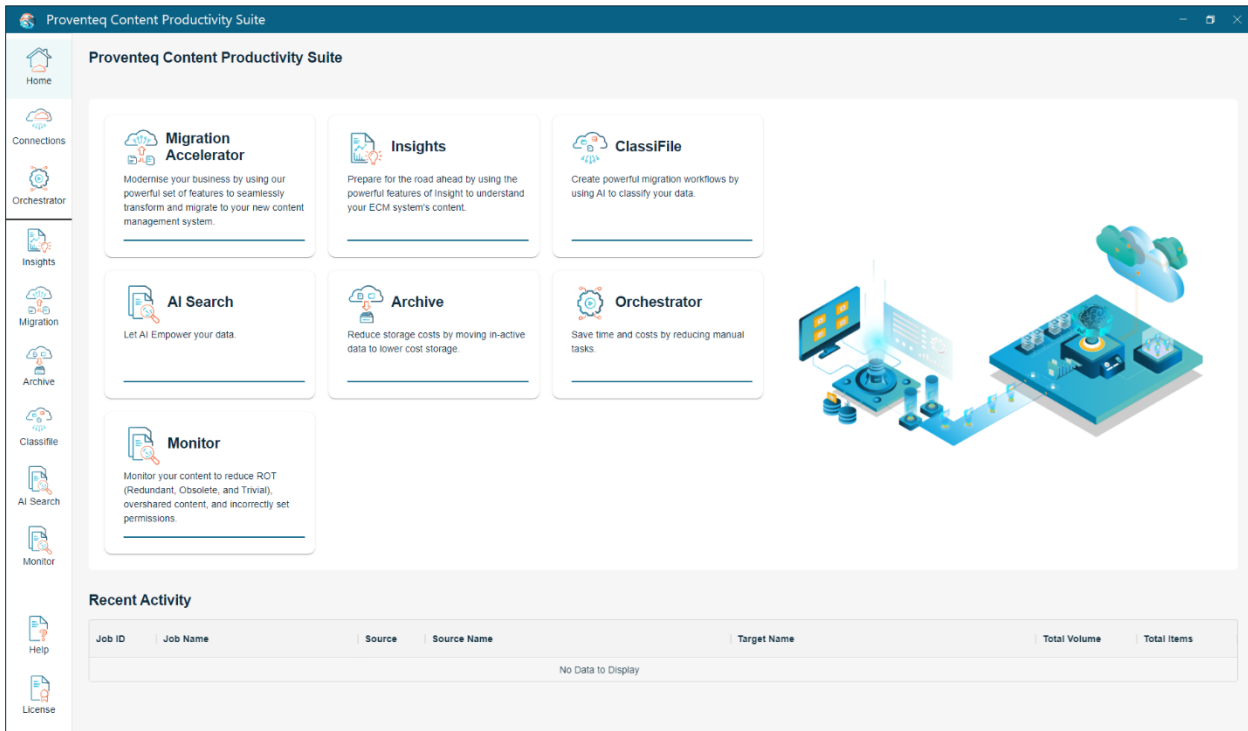 Proventeq Content Productivity Suite
Home
Connections
Orchestrator
Insights
Migration
Archive
Classifile
AI Search
Monitor
Help
License
Proventeq Content Productivity Suite
Migration
Accelerator
Modernise your business by using our
powerful set of features to seamlessly
transform and migrate to your new content
management system.
Insights
Prepare for the road ahead by using the
powerful features of Insight to understand
your ECM system's content.
ClassiFile
Create powerful migration workflows by
using AI to classify your data.
AI Search
Let AI Empower your data.
Archive
Reduce storage costs by moving in-active
data to lower cost storage.
Orchestrator
Save time and costs by reducing manual
tasks.
Monitor
Monitor your content to reduce ROT
(Redundant, Obsolete, and Trivial),
overshared content, and incorrectly set
permissions.
Recent Activity
Job ID Job Name Source Source Name Target Name Total Volume Total Items
No Data to Display